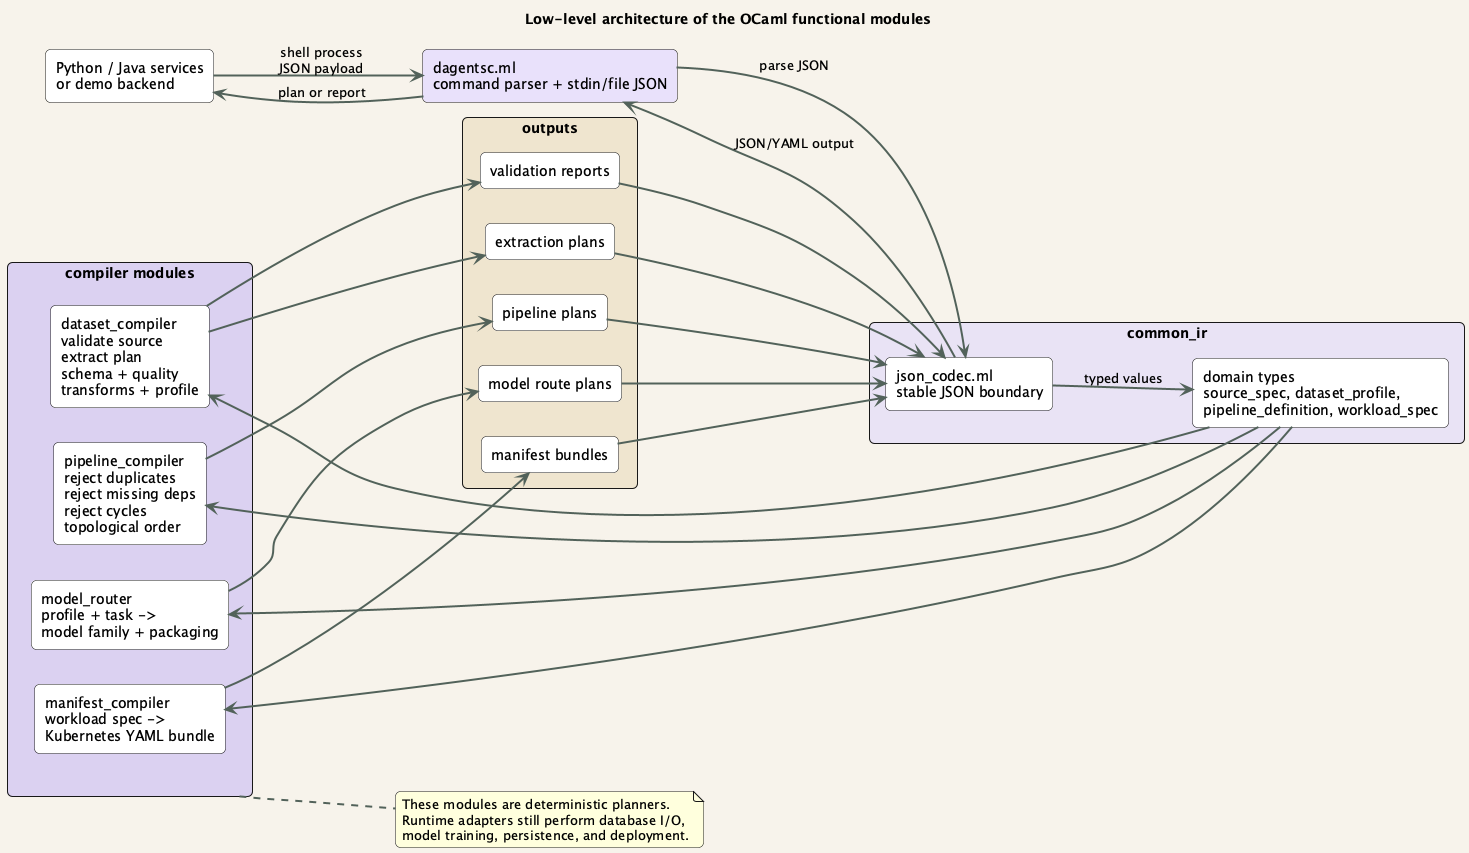 Low-level architecture of the OCaml functional modules
Python / Java services
or demo backend
shell process
JSON payload
plan or report
dagentsc.ml
command parser + stdin/file JSON
parse JSON
JSON/YAML output
outputs
validation reports
extraction plans
pipeline plans
model route plans
manifest bundles
compiler modules
dataset_compiler
validate source
extract plan
schema + quality
transforms + profile
pipeline_compiler
reject duplicates
reject missing deps
reject cycles
topological order
model_router
profile + task ->
model family + packaging
manifest_compiler
workload spec ->
Kubernetes YAML bundle
common_ir
json_codec.ml
stable JSON boundary
typed values
domain types
source_spec, dataset_profile,
pipeline_definition, workload_spec
These modules are deterministic planners.
Runtime adapters still perform database I/O,
model training, persistence, and deployment.